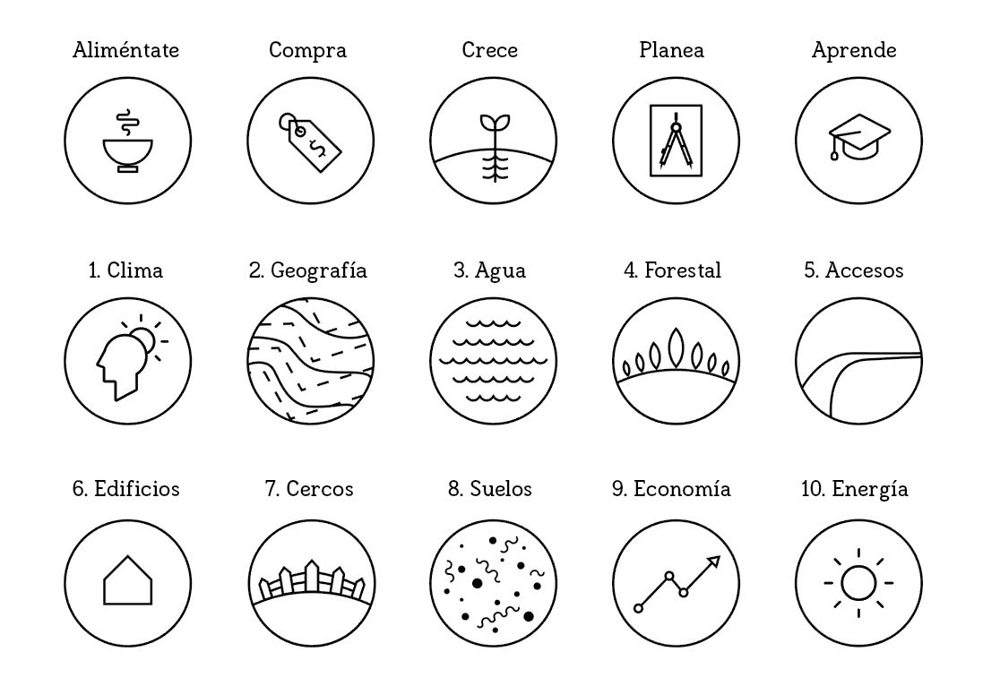 Aliméntate
Compra
Crece
Planea
Aprende
$
1. Clima
2. Geografía
3. Agua
4. Forestal
5. Accesos
6. Edificios
7. Cercos
8. Suelos
9. Economía
10. Energía